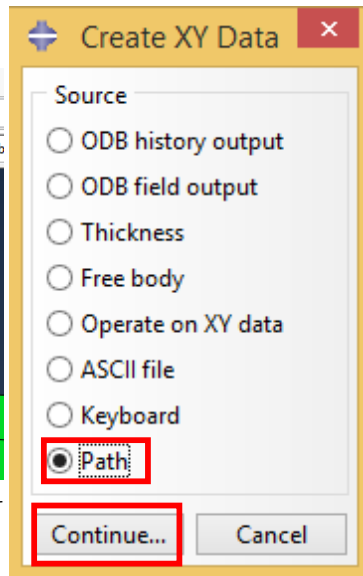 Create XY Data
Source
ODB history output
ODB field output
Thickness
Free body
Operate on XY data
ASCII file
Keyboard
Path
Continue... Cancel